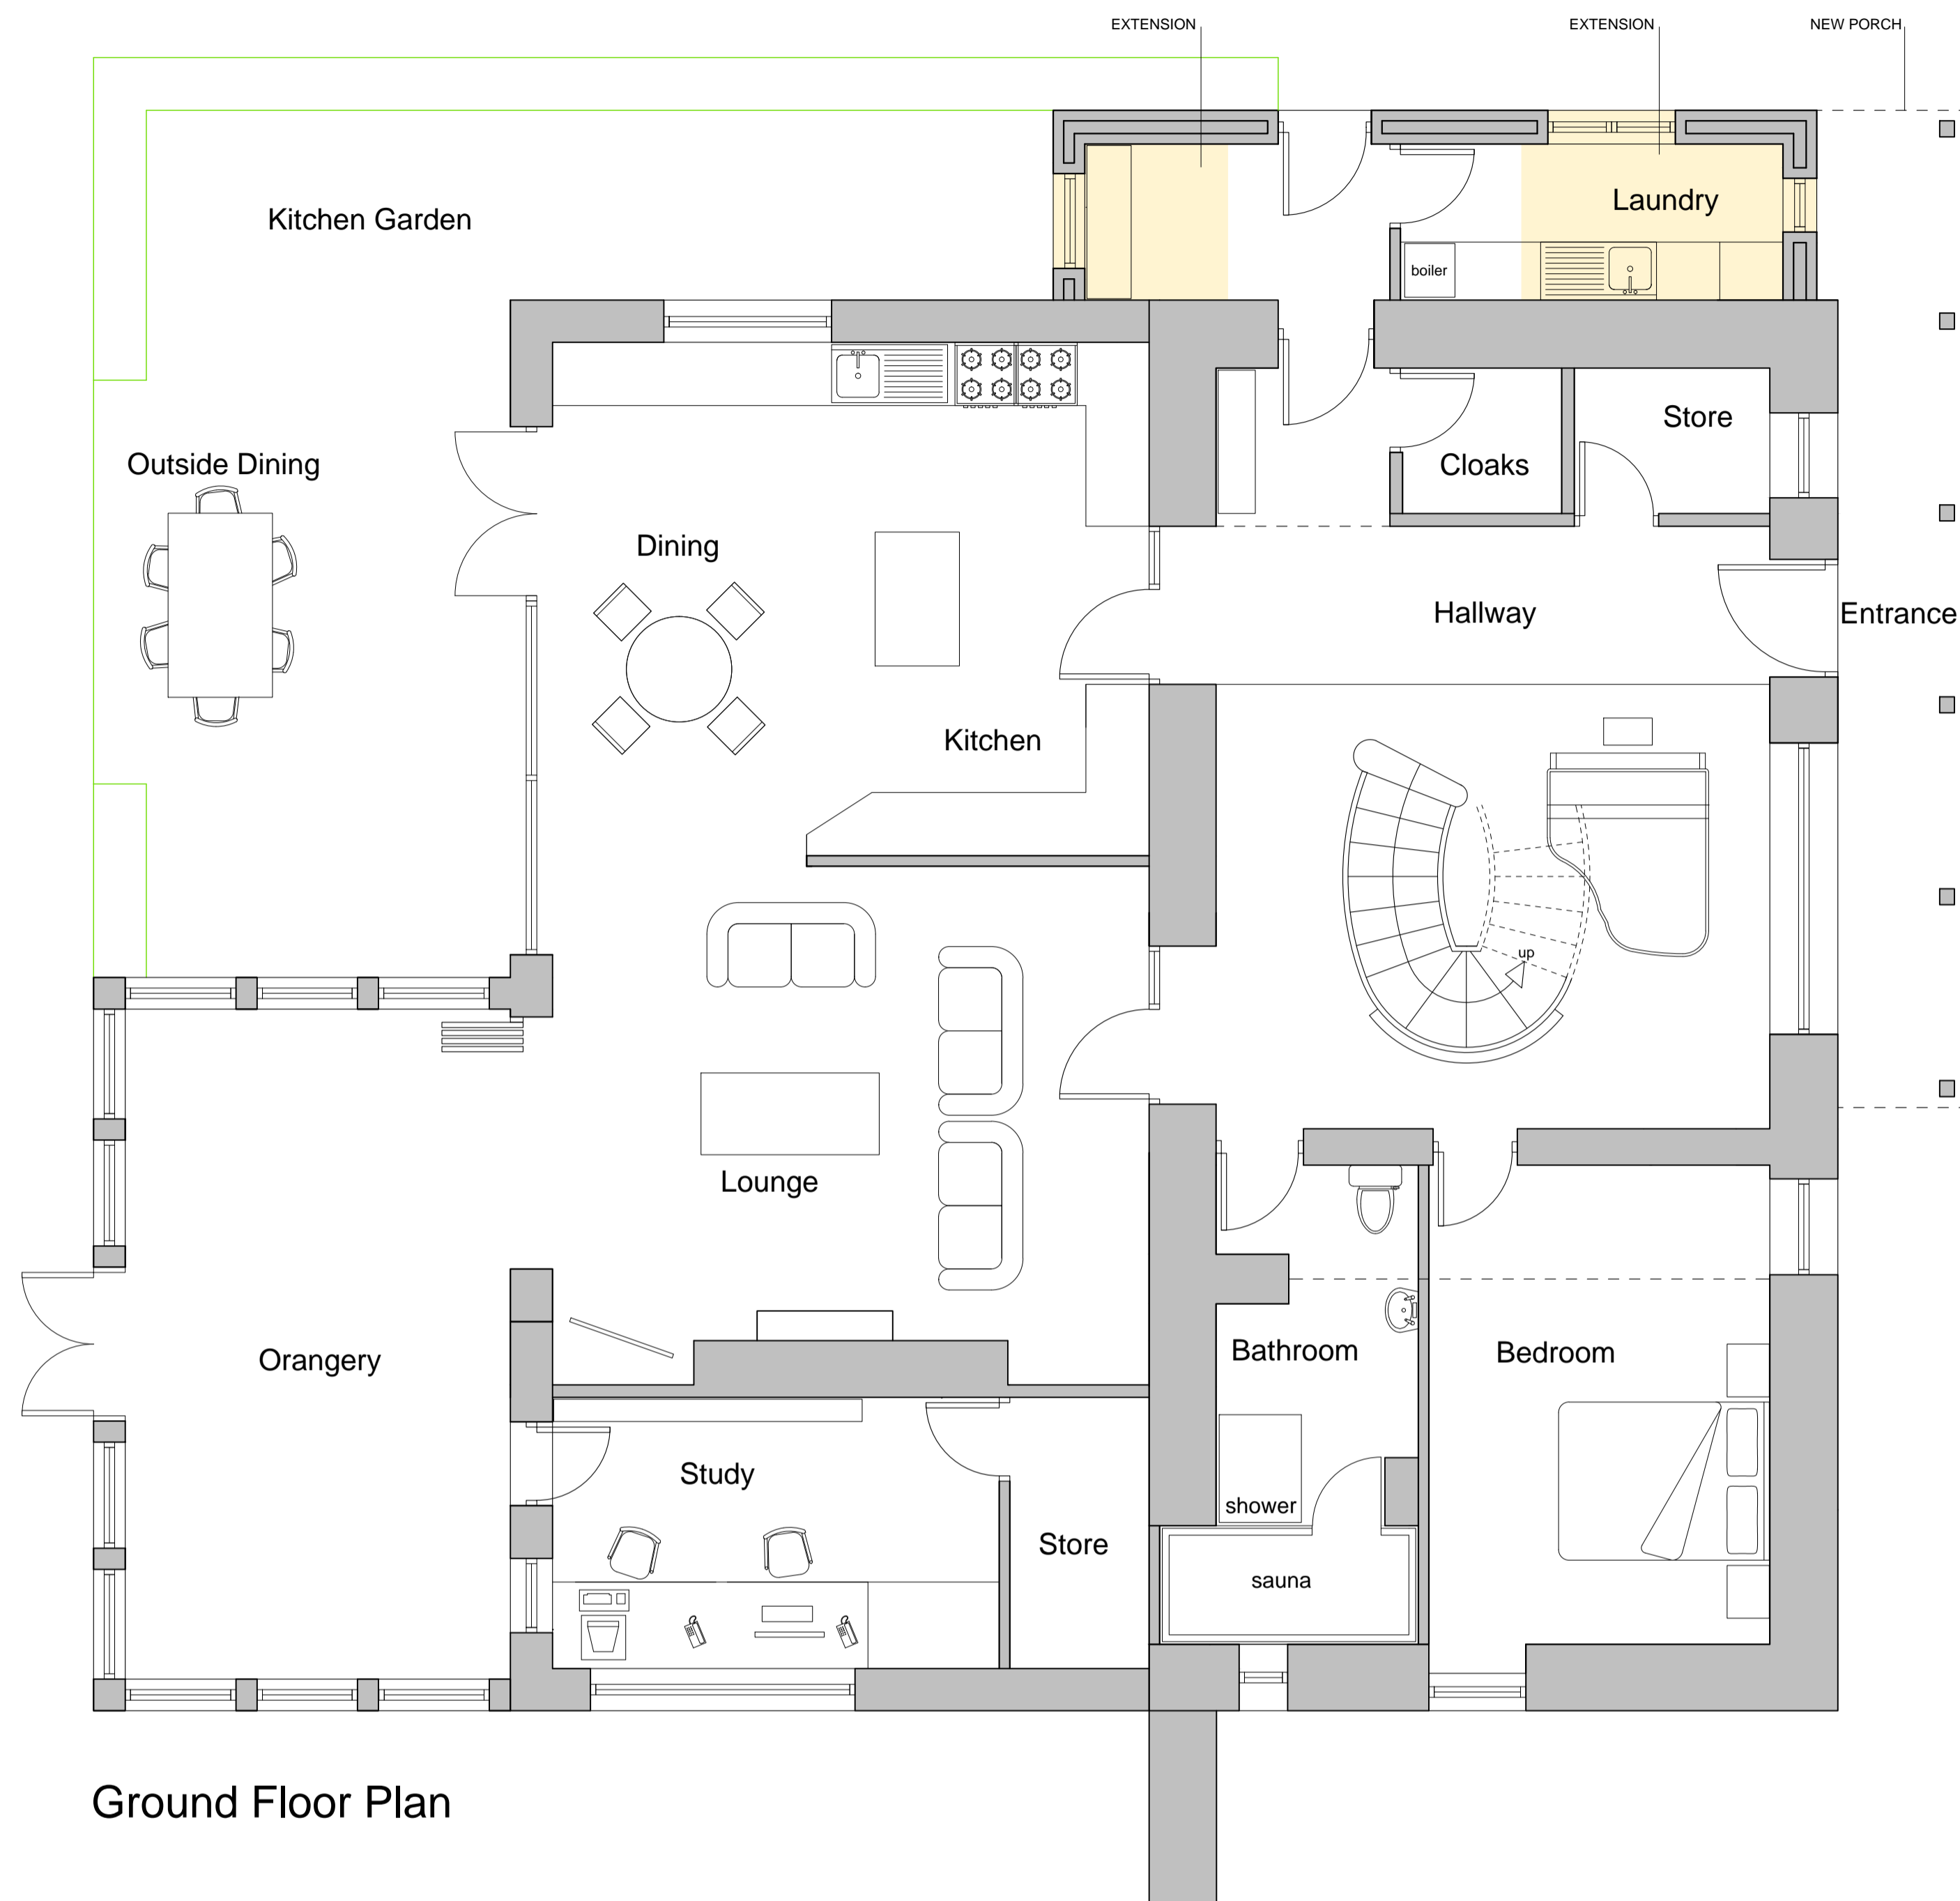 EXTENSION
EXTENSION
NEW PORCH
Kitchen Garden
Laundry
boiler
Outside Dining
Cloaks
Store
Dining
Hallway
Entrance
Kitchen
up
Lounge
Orangery
Bathroom
Bedroom
Study
shower
Store
sauna
Ground Floor Plan